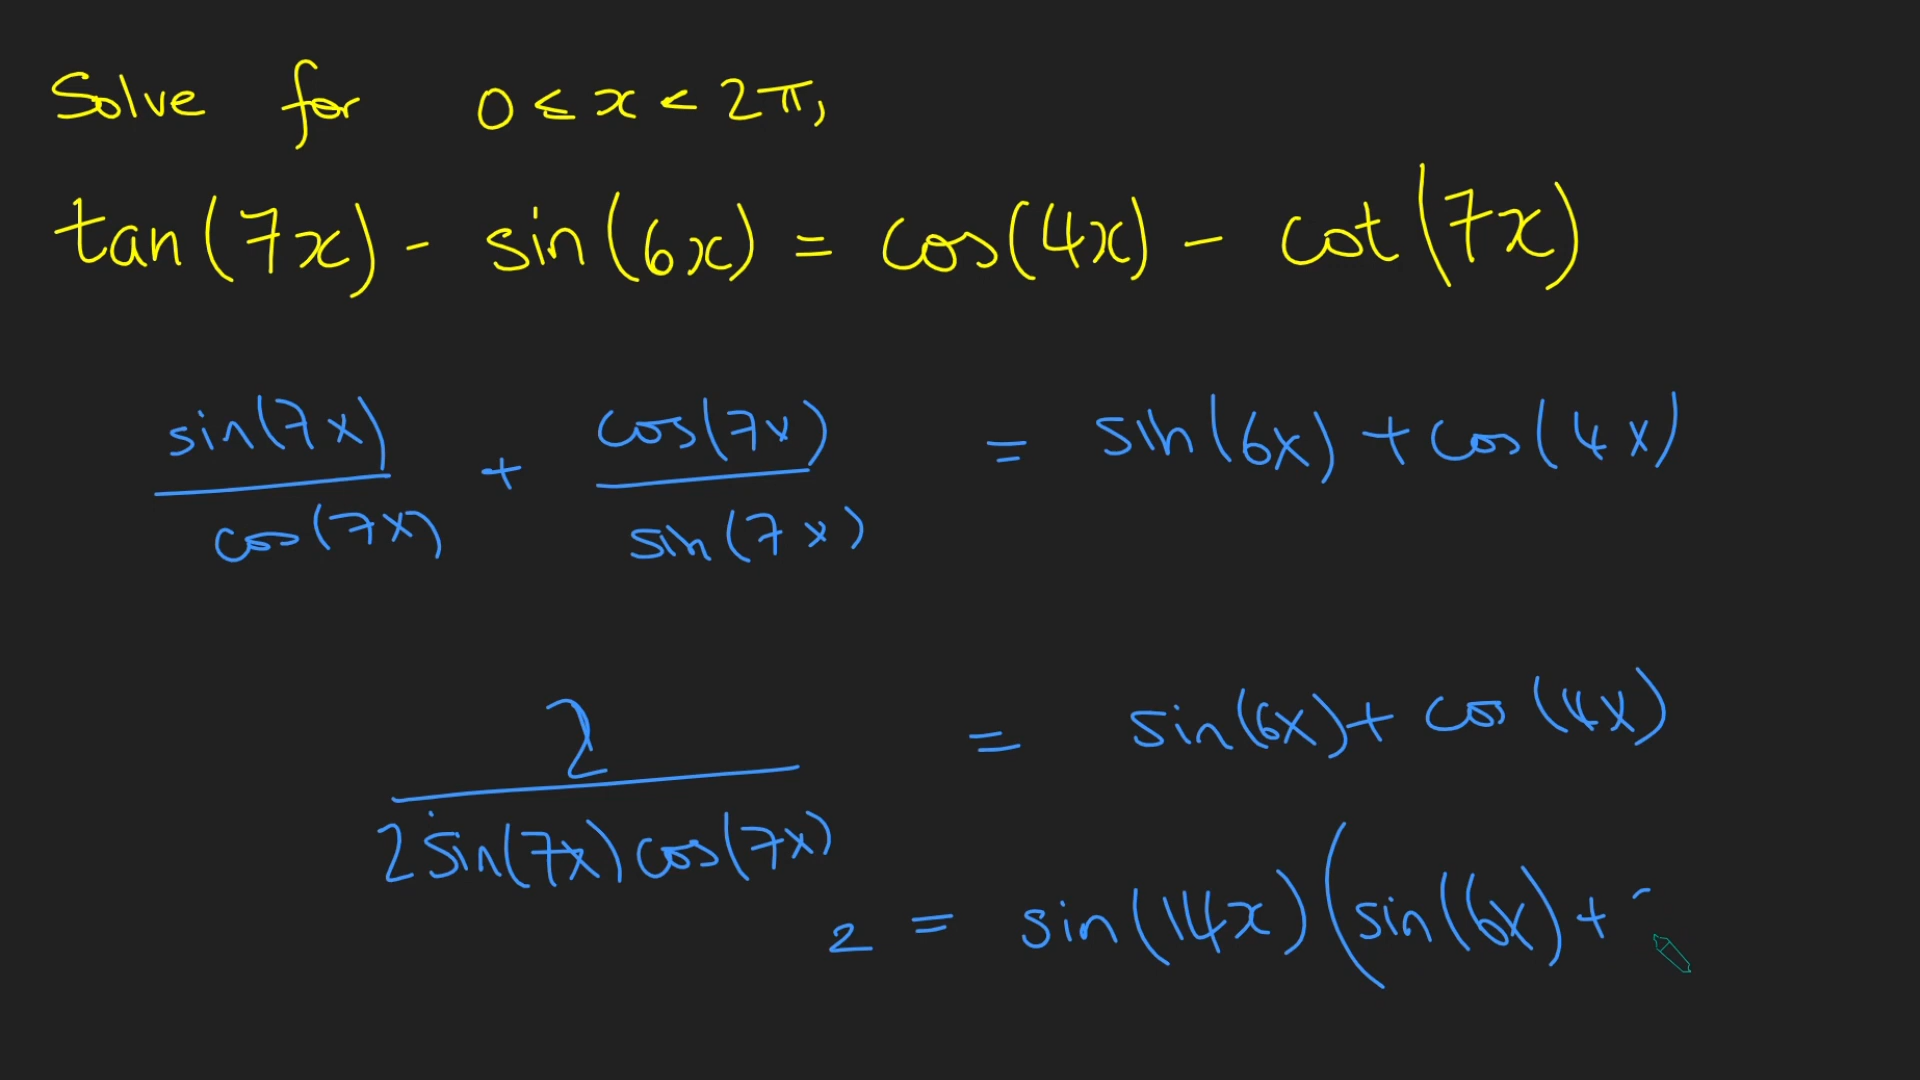 Solve for 0 ≤ x < 2π,
tan(7x) - sin(6x) = cos(4x) - cot(7x)
sin(7x)/cos(7x) + cos(7x)/sin(7x) = sin(6x) + cos(4x)
2/(2sin(7x)cos(7x)) = sin(6x) + cos(4x)
2 = sin(14x)(sin(6x) +